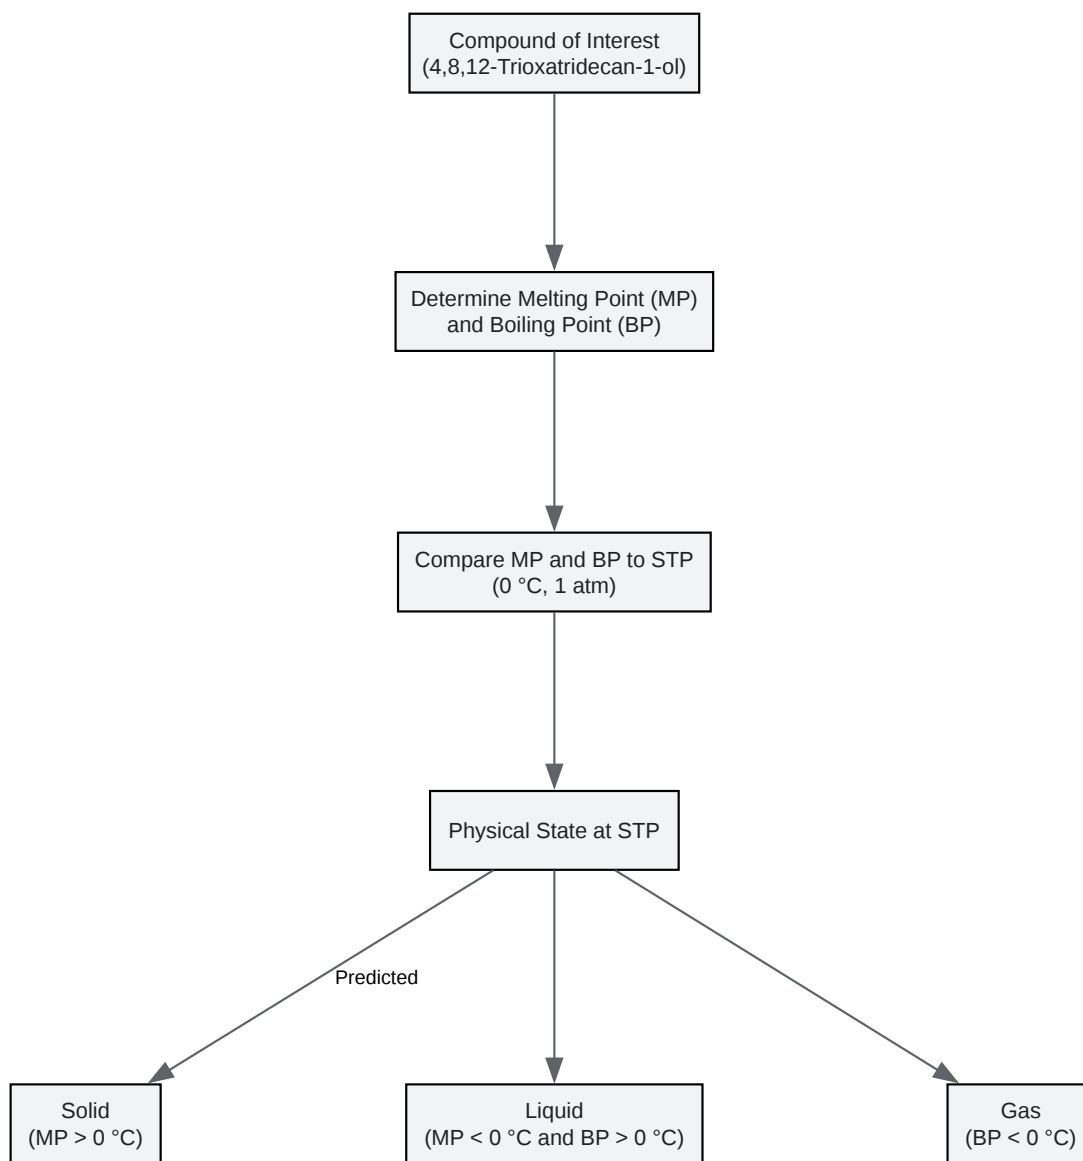 Compound of Interest
(4,8,12-Trioxatridecan-1-ol)
Determine Melting Point (MP)
and Boiling Point (BP)
Compare MP and BP to STP
(0 °C, 1 atm)
Physical State at STP
Predicted
Solid
(MP > 0 °C)
Liquid
(MP < 0 °C and BP > 0 °C)
Gas
(BP < 0 °C)